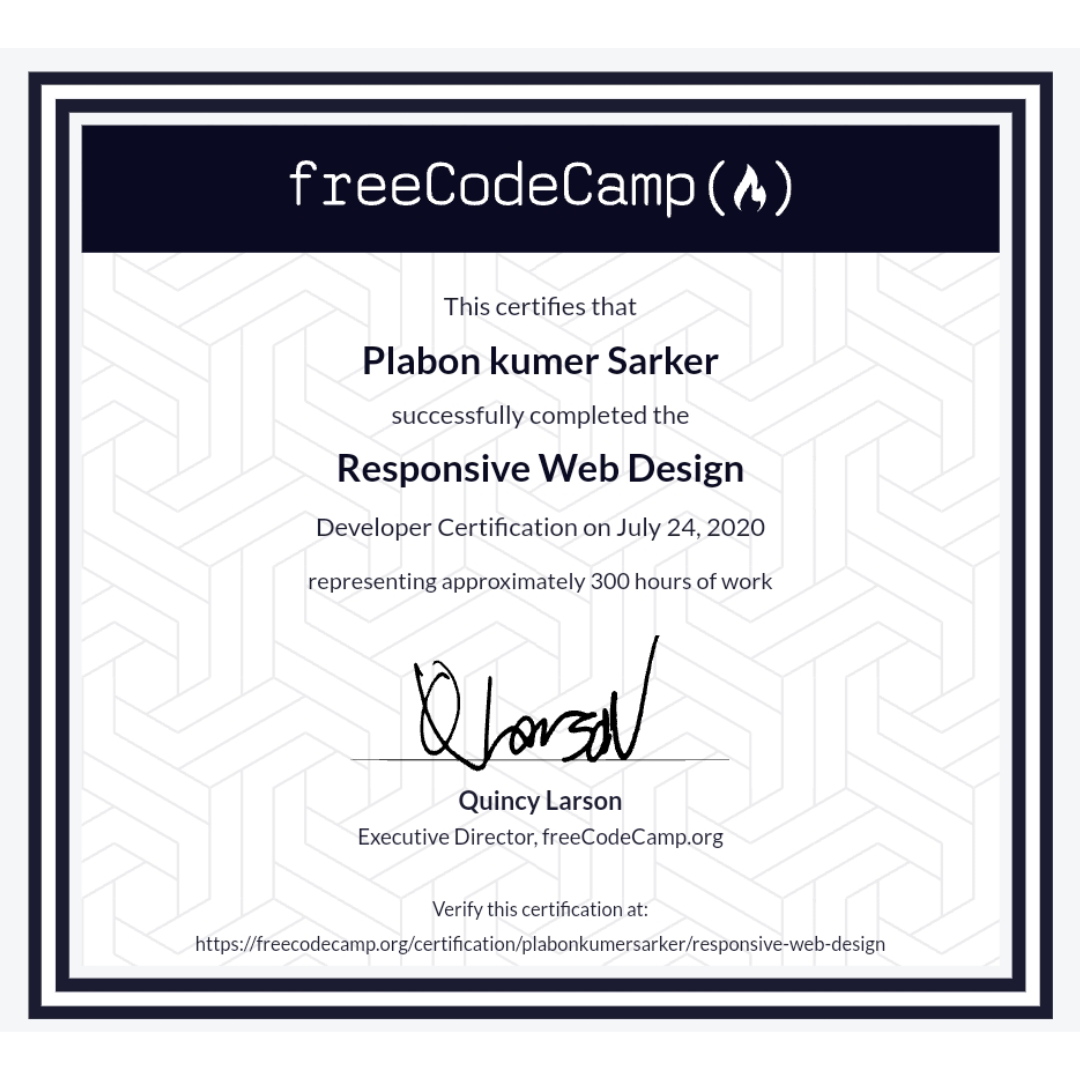 freeCodeCamp
This certifies that
Plabon kumer Sarker
successfully completed the
Responsive Web Design
Developer Certification on July 24, 2020
representing approximately 300 hours of work
QLarson
Quincy Larson
Executive Director, freeCodeCamp.org
Verify this certification at:
https://freecodecamp.org/certification/plabonkumersarker/responsive-web-design